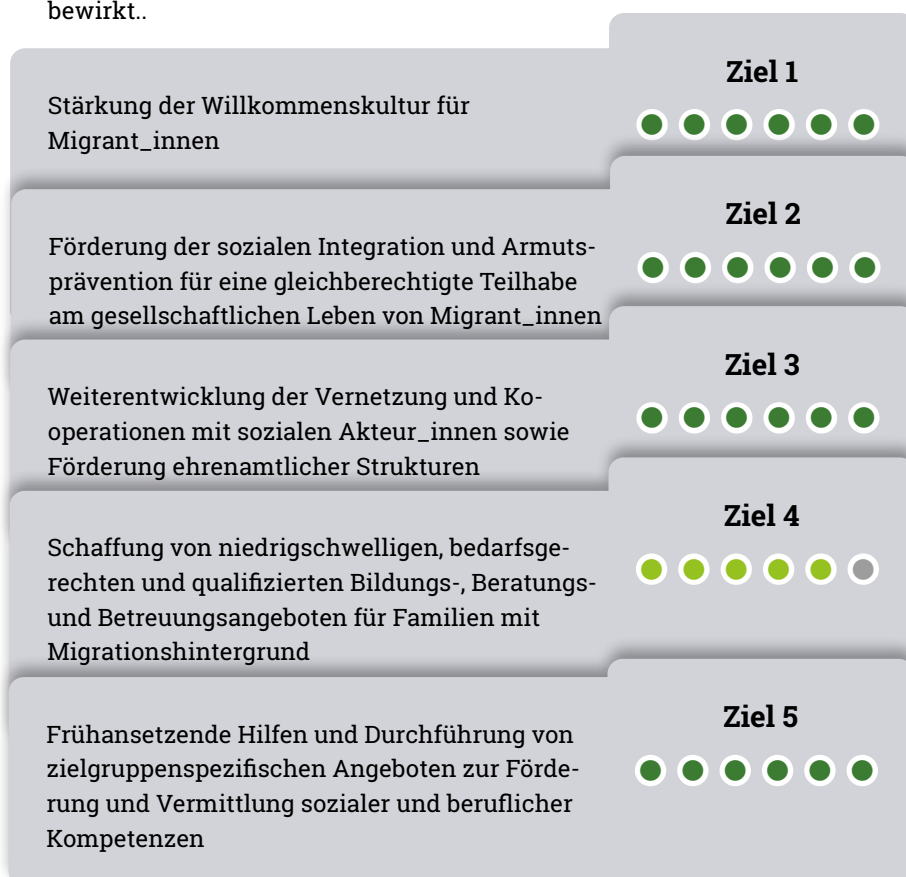 bewirkt..
Ziel 1
Stärkung der Willkommenskultur für
Migrant_innen
Ziel 2
Förderung der sozialen Integration und Armuts-
prävention für eine gleichberechtigte Teilhabe
am gesellschaftlichen Leben von Migrant_innen
Ziel 3
Weiterentwicklung der Vernetzung und Ko-
operationen mit sozialen Akteur_innen sowie
Förderung ehrenamtlicher Strukturen
Ziel 4
Schaffung von niedrigschwelligen, bedarfsge-
rechten und qualifizierten Bildungs-, Beratungs-
und Betreuungsangeboten für Familien mit
Migrationshintergrund
Ziel 5
Frühansetzende Hilfen und Durchführung von
zielgruppenspezifischen Angeboten zur Förde-
rung und Vermittlung sozialer und beruflicher
Kompetenzen